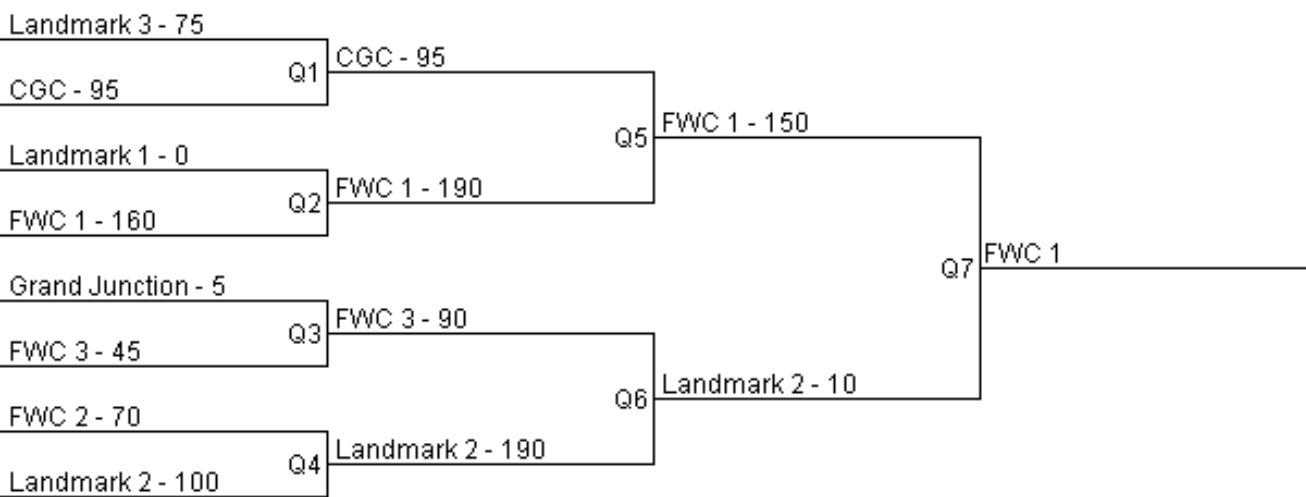 Landmark 3 - 75
Q1
CGC - 95
CGC - 95
Q5
FWC 1 - 150
Landmark 1 - 0
Q2
FWC 1 - 190
FWC 1 - 160
Q7
FWC 1
Grand Junction - 5
Q3
FWC 3 - 90
FWC 3 - 45
Q6
Landmark 2 - 10
FWC 2 - 70
Q4
Landmark 2 - 190
Landmark 2 - 100